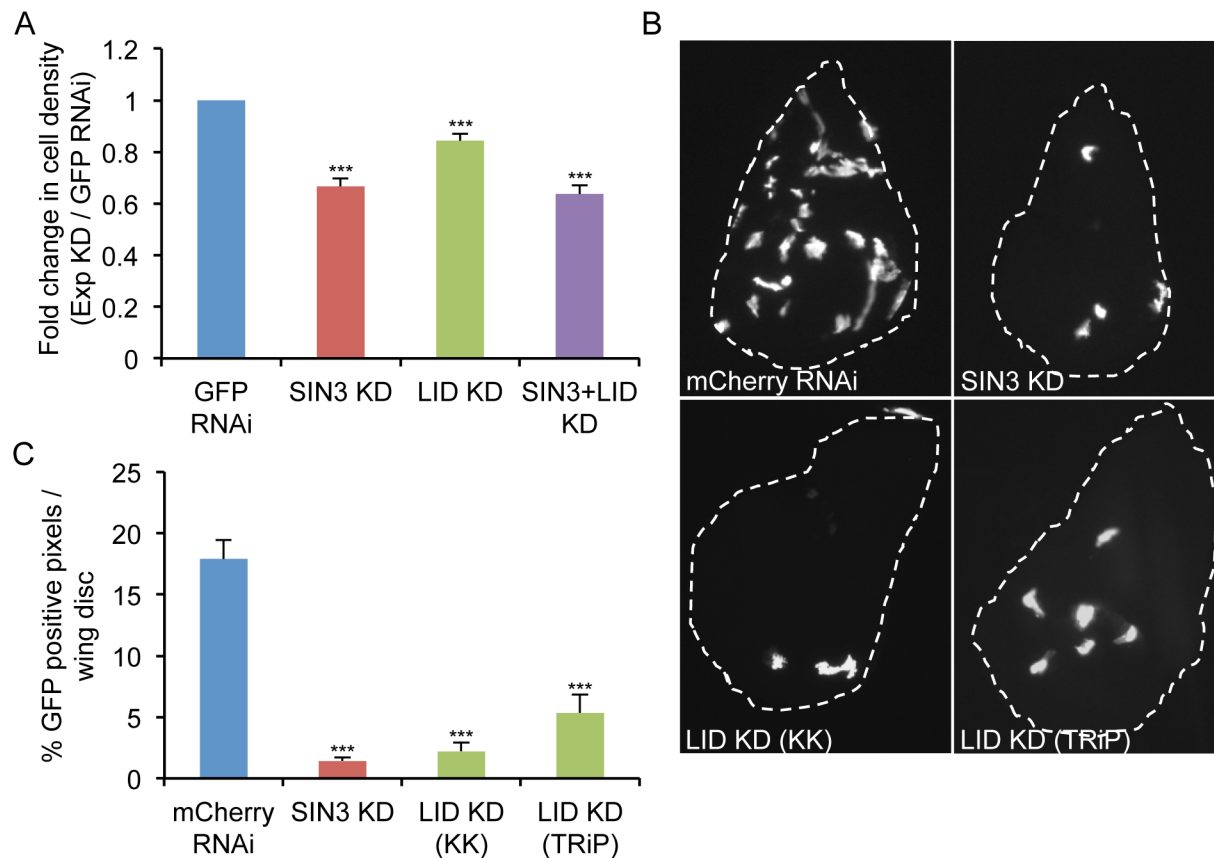 A
Fold change in cell density
(Exp KD / GFP RNAi)
1.2
1
0.8
0.6
0.4
0.2
0
***
***
***
GFP
RNAi
SIN3 KD
LID KD
SIN3+LID
KD
B
mCherry RNAi
SIN3 KD
LID KD (KK)
LID KD (TRiP)
C
% GFP positive pixels /
wing disc
25
20
15
10
5
0
***
***
***
mCherry
RNAi
SIN3 KD
LID KD
(KK)
LID KD
(TRiP)